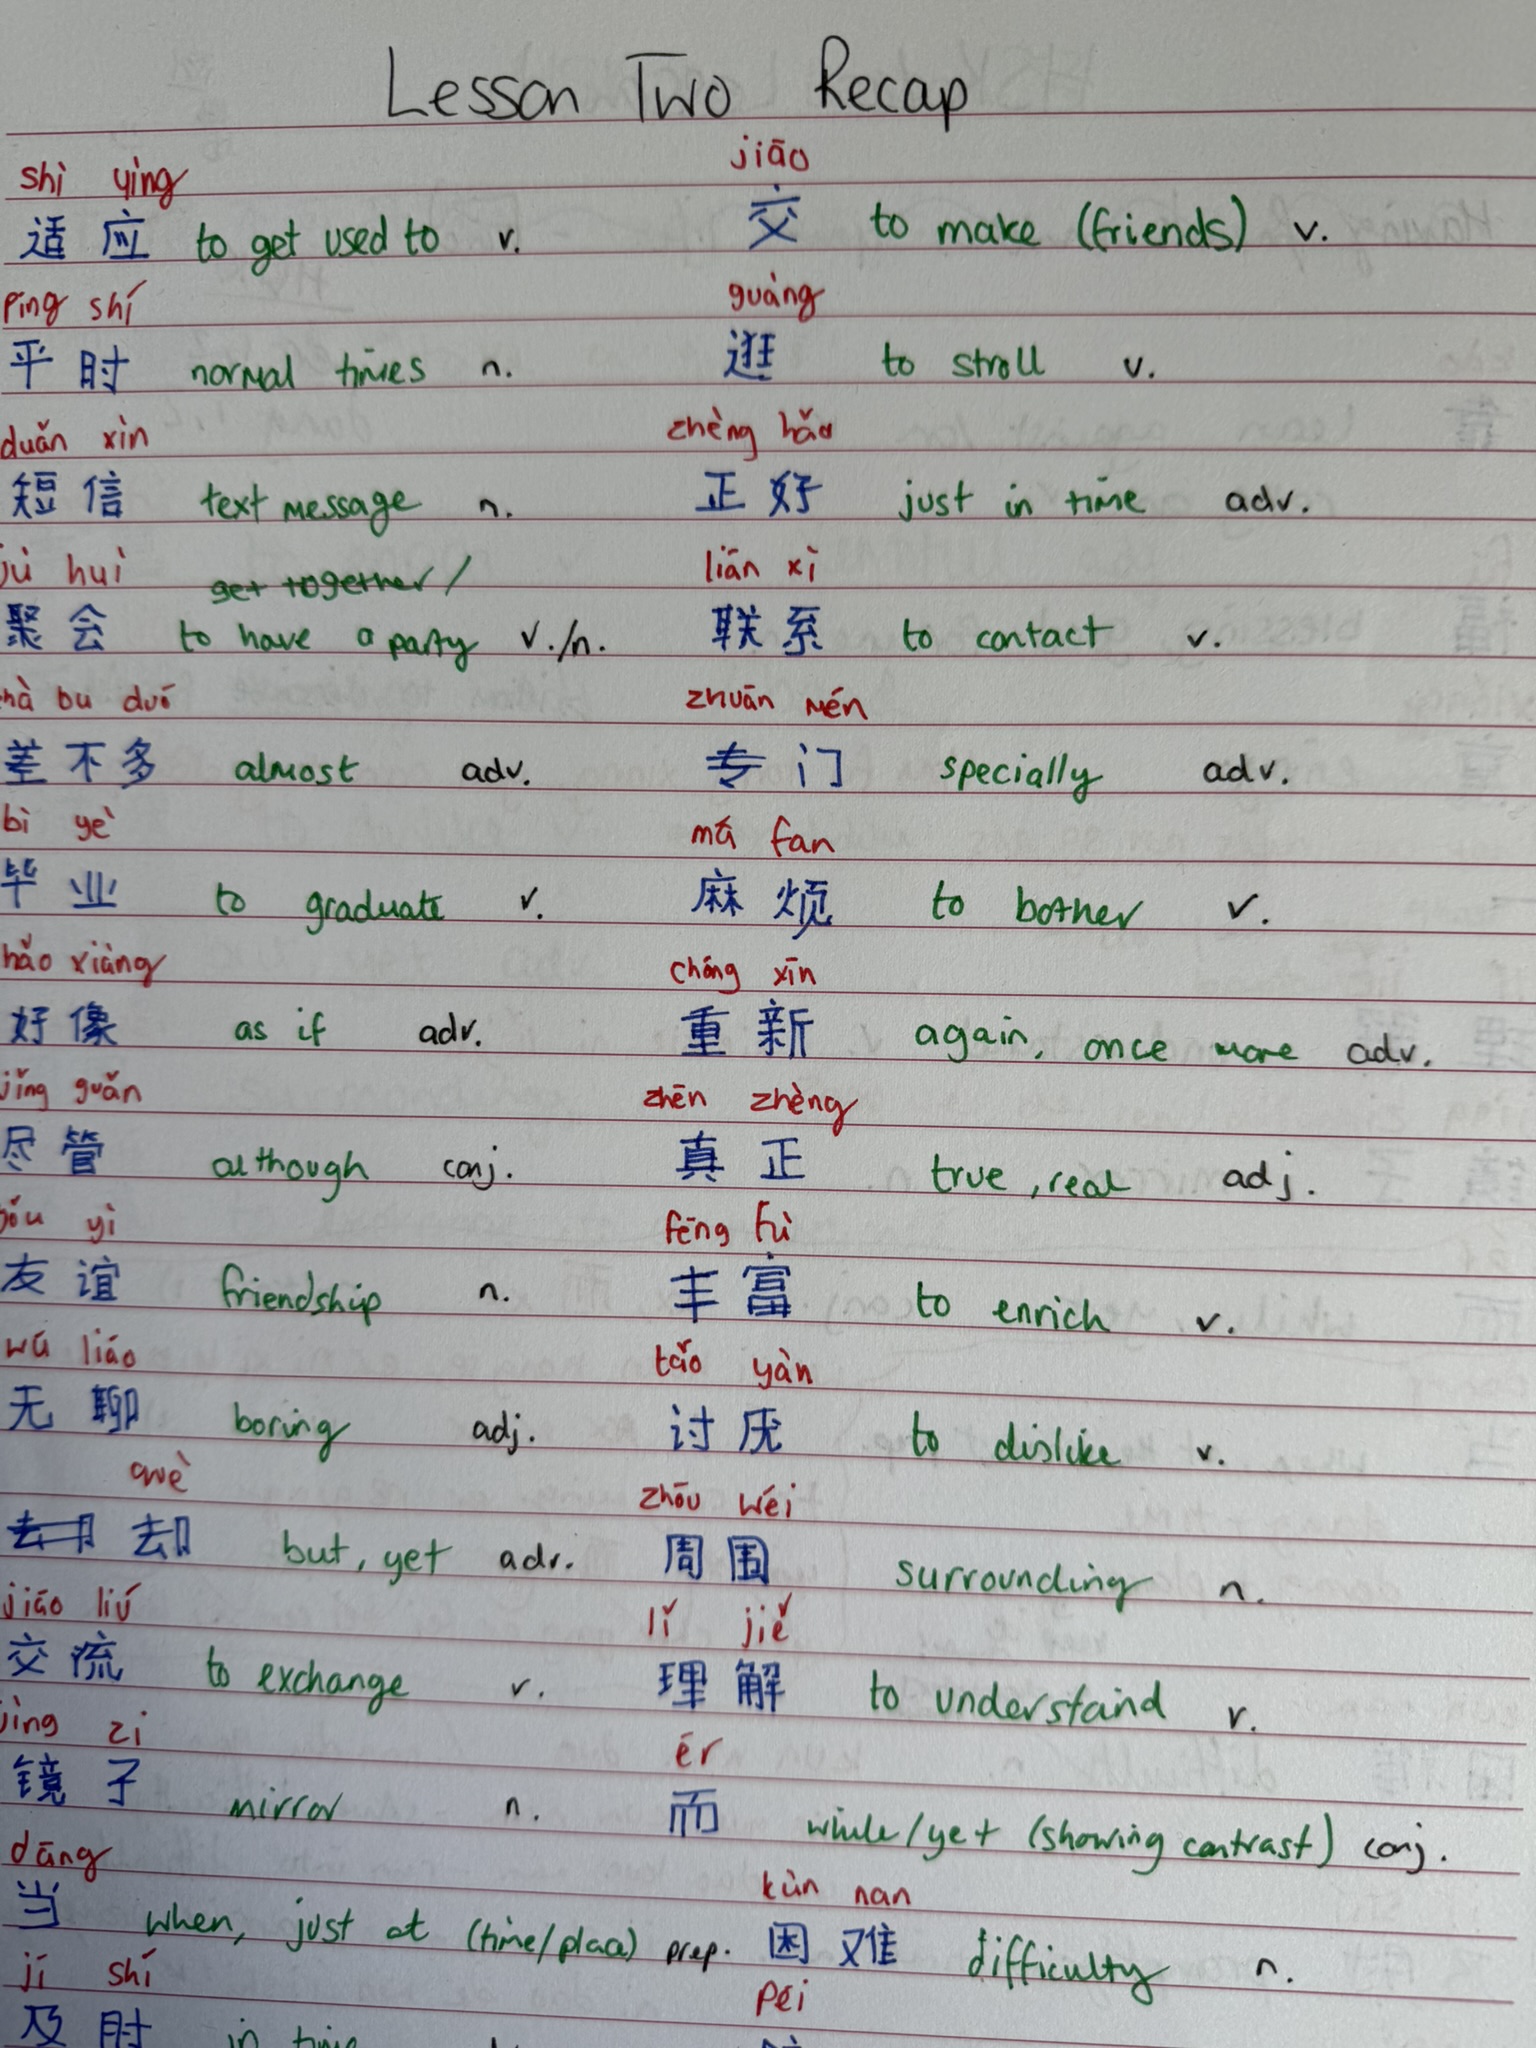 Lesson Two Recap
shì yìng
适应 to get used to v.
píng shí
平时 normal times n.
duǎn xìn
短信 text message n.
jù huì get together /
聚会 to have a party v./n.
chà bu duō
差不多 almost adv.
bì yè
毕业 to graduate v.
hǎo xiàng
好像 as if adv.
jǐng guǎn
尽管 although conj.
yǒu yì
友谊 friendship n.
wú liáo
无聊 boring adj.
què
却 却 but, yet adv.
jiāo liú
交流 to exchange v.
jìng zi
镜子 mirror n.
dāng
当 when, just at (time/place) prep.
jí shí
及时 in time
jiāo
交 to make (friends) v.
guàng
逛 to stroll v.
zhèng hǎo
正好 just in time adv.
lián xì
联系 to contact v.
zhuān mén
专门 specially adv.
má fan
麻烦 to bother v.
chóng xīn
重新 again, once more adv.
zhēn zhèng
真正 true, real adj.
fēng fù
丰富 to enrich v.
tǎo yàn
讨厌 to dislike v.
zhōu wéi
周围 surrounding n.
lǐ jiě
理解 to understand v.
ér
而 while/yet (showing contrast) conj.
kùn nan
困难 difficulty n.
péi